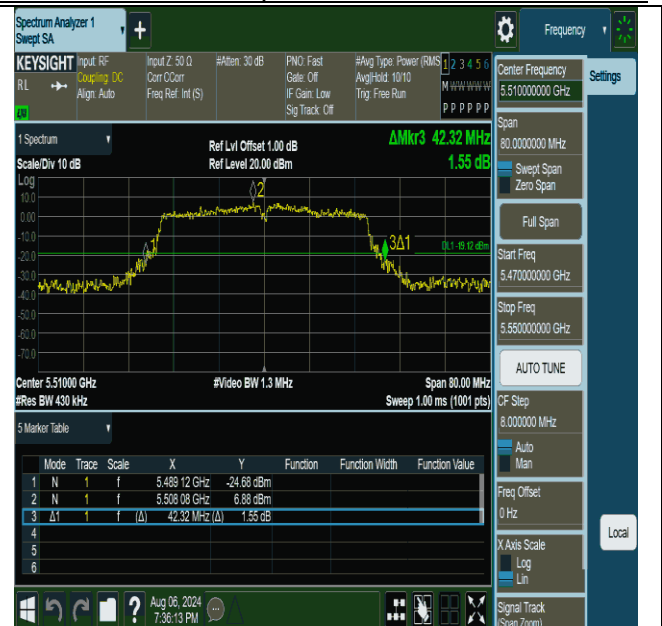 Spectrum Analyzer 1
Swept SA
+
Frequency
KEYSIGHT
RL
Input: RF
Coupling: DC
Align: Auto
Input Z: 50 Ω
Corr CCorr
Freq Ref: Int (S)
#Atten: 30 dB
PNO: Fast
Gate: Off
IF Gain: Low
Sig Track: Off
#Avg Type: Power (RMS
Avg|Hold: 10/10
Trig: Free Run
1 2 3 4 5 6
M W W W W W
P P P P P P
1 Spectrum
Scale/Div 10 dB
Ref Lvl Offset 1.00 dB
Ref Level 20.00 dBm
ΔMkr3 42.32 MHz
1.55 dB
Log
10.0
0.00
-10.0
-20.0
-30.0
-40.0
-50.0
-60.0
-70.0
2
1
3Δ1
DL1 -19.12 dBm
Center 5.51000 GHz
#Res BW 430 kHz
#Video BW 1.3 MHz
Span 80.00 MHz
Sweep 1.00 ms (1001 pts)
5 Marker Table
Mode Trace Scale X Y Function Function Width Function Value
1 N 1 f 5.489 12 GHz -24.68 dBm
2 N 1 f 5.508 08 GHz 6.88 dBm
3 Δ1 1 f (Δ) 42.32 MHz (Δ) 1.55 dB
4
5
6
Aug 06, 2024
7:36:13 PM
?
Center Frequency
5.510000000 GHz
Settings
Span
80.0000000 MHz
Swept Span
Zero Span
Full Span
Start Freq
5.470000000 GHz
Stop Freq
5.550000000 GHz
AUTO TUNE
CF Step
8.000000 MHz
Auto
Man
Freq Offset
0 Hz
X Axis Scale
Log
Lin
Local
Signal Track
(Span Zoom)